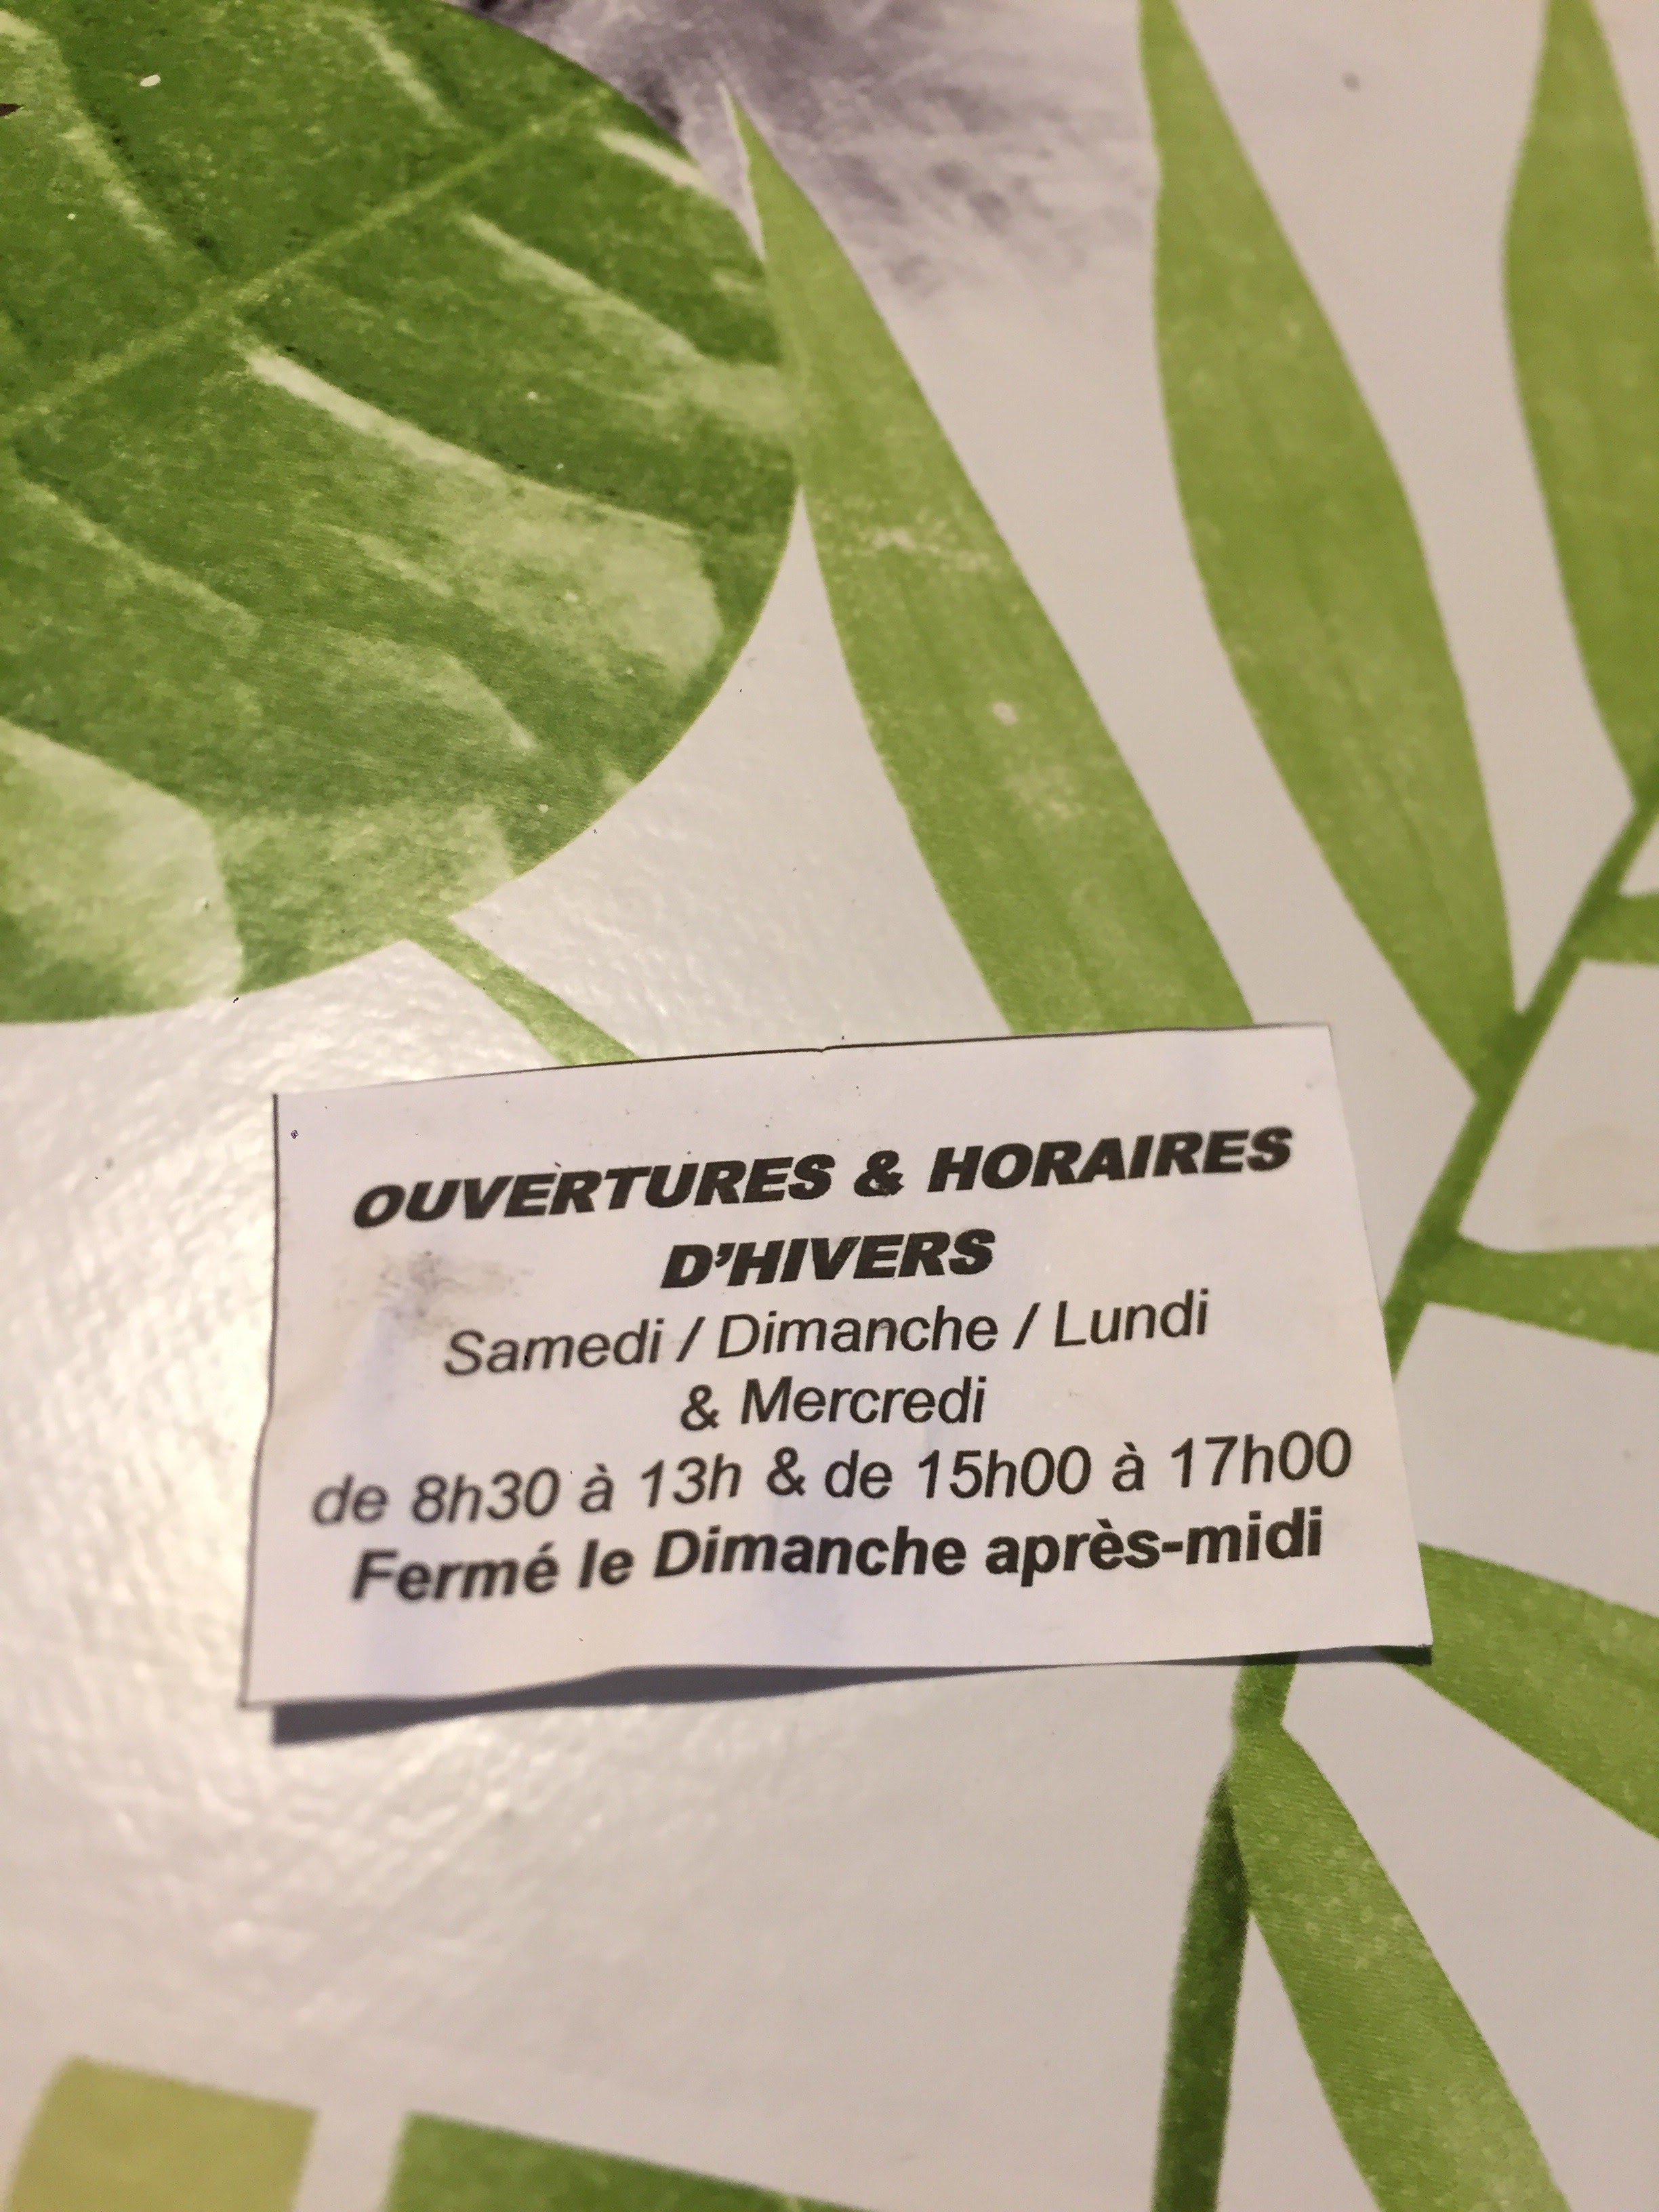 OUVERTURES & HORAIRES
D'HIVERS
Samedi / Dimanche / Lundi
& Mercredi
de 8h30 à 13h & de 15h00 à 17h00
Fermé le Dimanche après-midi